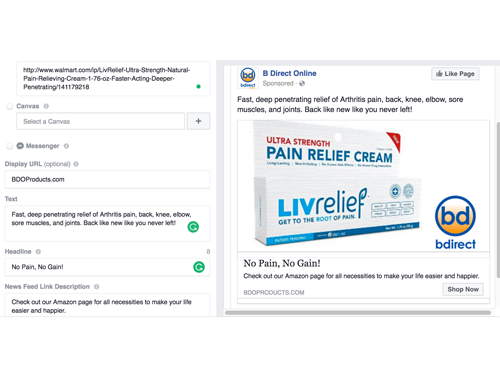 http://www.walmart.com/ip/LivRelief-Ultra-Strength-Natural-
Pain-Relieving-Cream-1-76-oz-Faster-Acting-Deeper-
Penetrating/141179218
Canvas
Select a Canvas
+
Messenger
Display URL (optional)
BDOProducts.com
Text
Fast, deep penetrating relief of Arthritis pain, back, knee, elbow,
sore muscles, and joints. Back like new like you never left!
Headline
8
No Pain, No Gain!
News Feed Link Description
Check out our Amazon page for all necessities to make your life
easier and happier.
bd
bdirect
B Direct Online
Sponsored
Like Page
Fast, deep penetrating relief of Arthritis pain, back, knee, elbow, sore
muscles, and joints. Back like new like you never left!
ULTRA STRENGTH
PAIN RELIEF CREAM
LIVrelief
GET TO THE ROOT OF PAIN.
PATENT PENDING
bd
bdirect
No Pain, No Gain!
Check out our Amazon page for all necessities to make your life easier and happier.
BDOPRODUCTS.COM
Shop Now